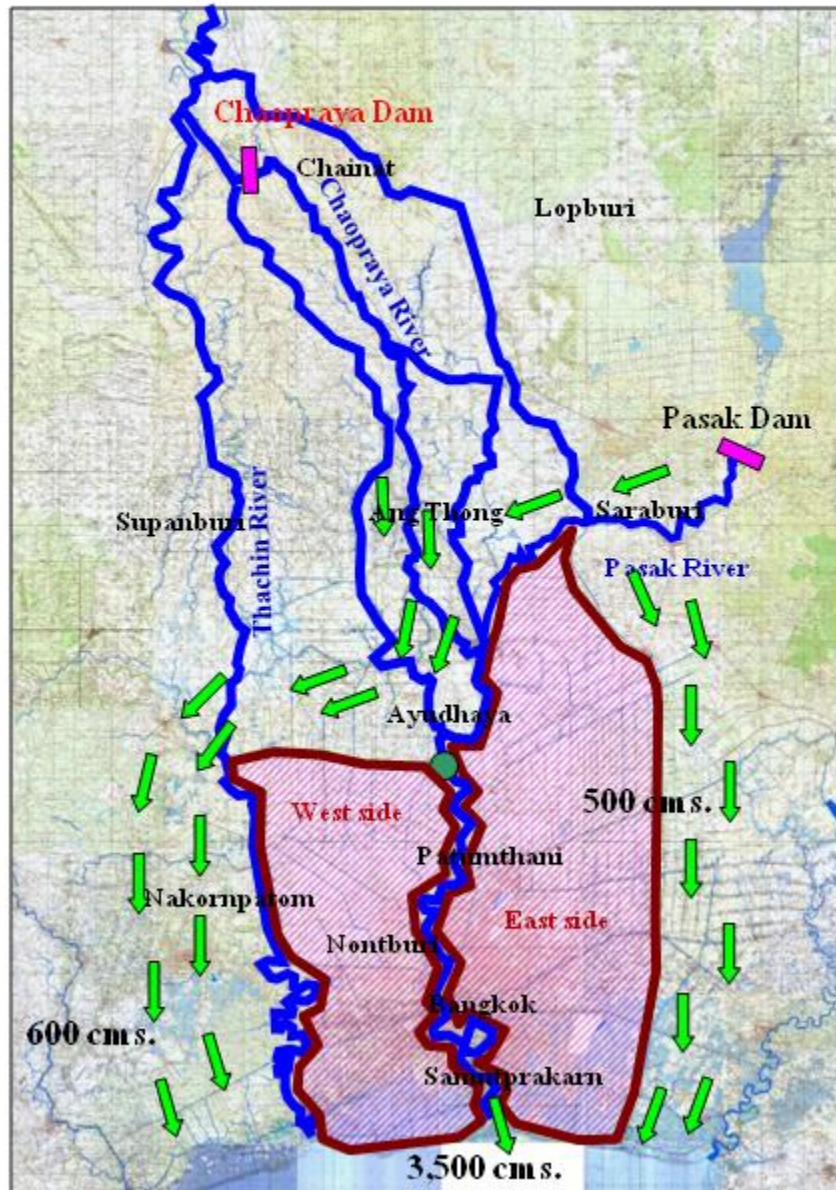 Chaopraya Dam
Chainat
Lopburi
Chaopraya River
Pasak Dam
Supanburi
Thachin River
Ang Thong
Saraburi
Pasak River
Ayudhaya
West side
500 cms.
Patumthani
Nakornpatom
East side
Nontburi
Bangkok
600 cms.
Samutprakarn
3,500 cms.